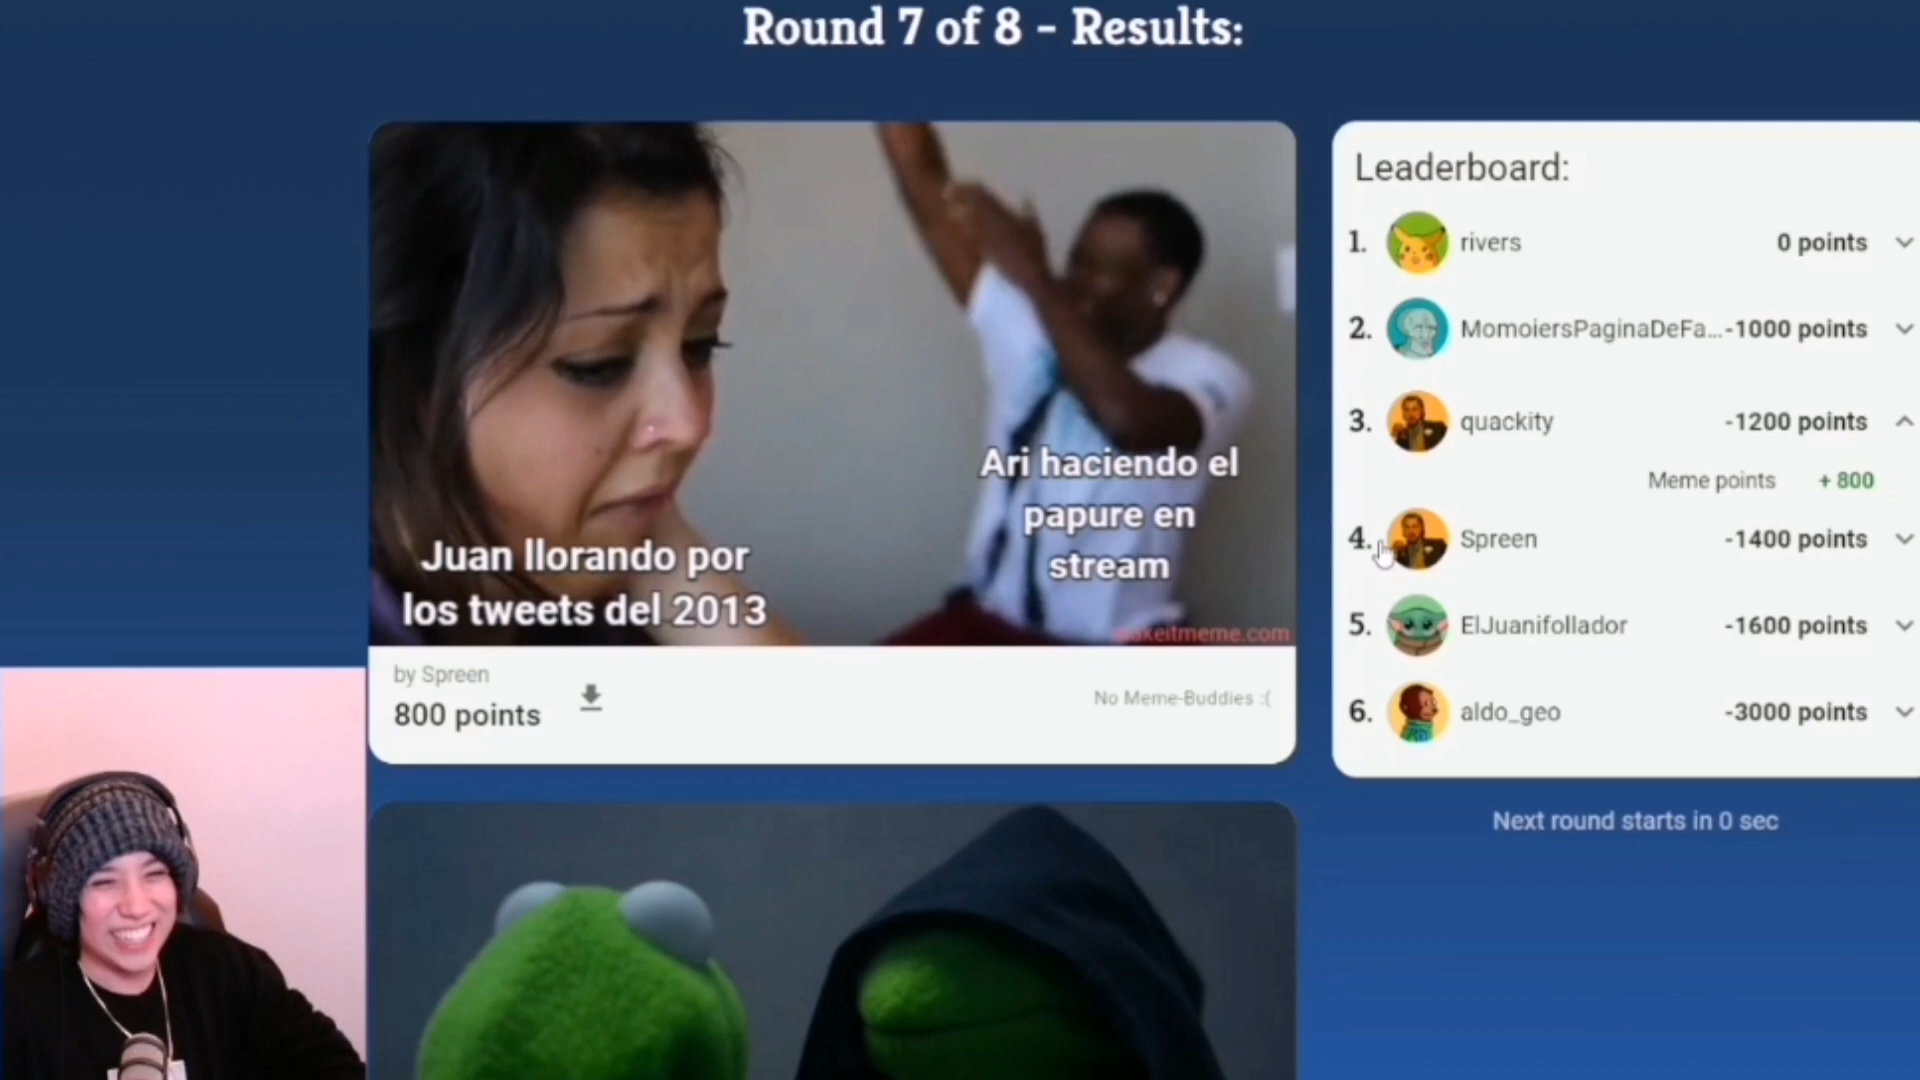 Round 7 of 8 - Results:
Ari haciendo el
papure en
stream
Juan llorando por
los tweets del 2013
makeitmeme.com
by Spreen
800 points
No Meme-Buddies :(
Leaderboard:
1. rivers 0 points
2. MomoiersPaginaDeFa... -1000 points
3. quackity -1200 points
Meme points + 800
4. Spreen -1400 points
5. ElJuanifollador -1600 points
6. aldo_geo -3000 points
Next round starts in 0 sec